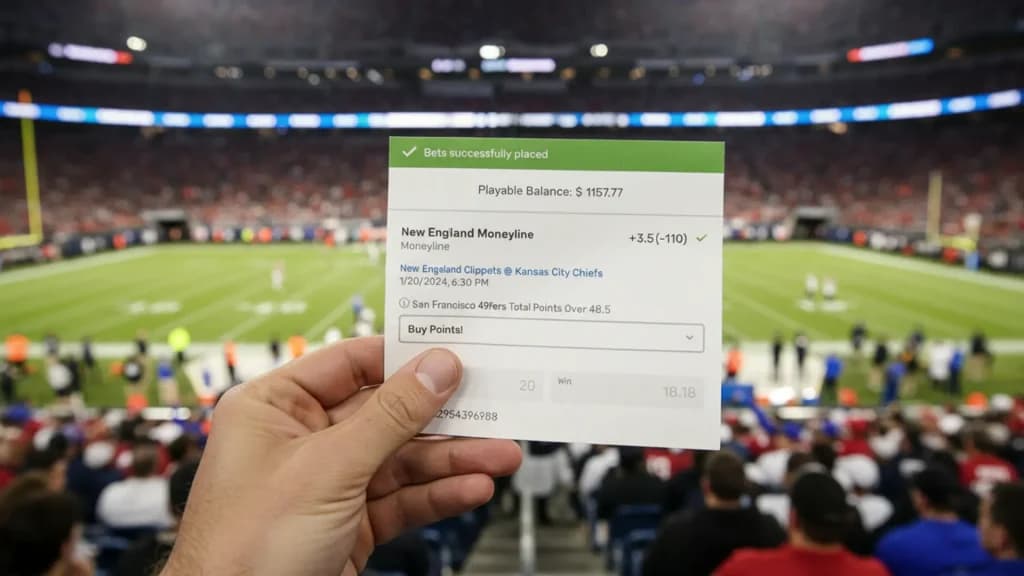 Bets successfully placed
Playable Balance: $ 1157.77
New England Moneyline
+3.5 (-110)
Moneyline
New Engeland Clippets @ Kansas City Chiefs
1/20/2024, 6:30 PM
San Francisco 49fers Total Points Over 48.5
Buy Points!
20
Win
18.18
2954396988